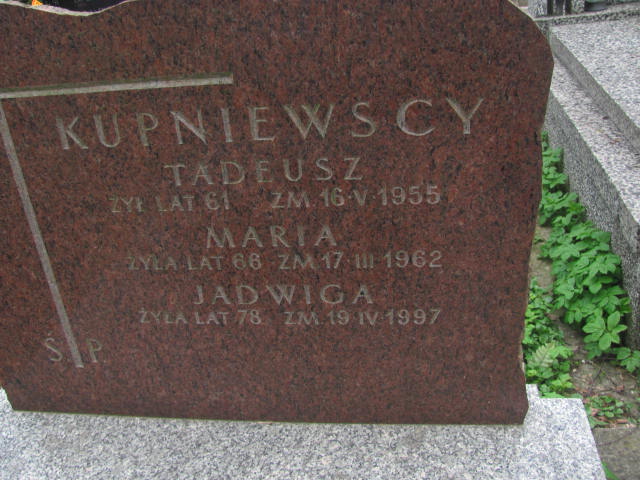 KUPNIEWSCY
TADEUSZ
ŻYŁ LAT 61 ZM. 16·V·1955
MARIA
ŻYŁA LAT 66 ZM. 17 III 1962
JADWIGA
ŻYŁA LAT 78 ZM. 19 IV 1997
Ś. P.